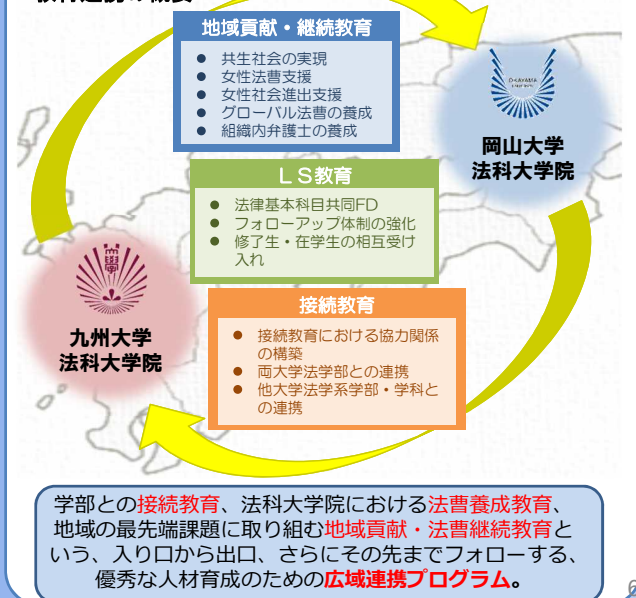 地域貢献・継続教育
● 共生社会の実現
● 女性法曹支援
● 女性社会進出支援
● グローバル法曹の養成
● 組織内弁護士の養成
OKAYAMA
UNIVERSITY
岡山大学
法科大学院
LS教育
● 法律基本科目共同FD
● フォローアップ体制の強化
● 修了生・在学生の相互受け
入れ
九州大学
法科大学院
接続教育
● 接続教育における協力関係
の構築
● 両大学法学部との連携
● 他大学法学系学部・学科と
の連携
学部との接続教育、法科大学院における法曹養成教育、
地域の最先端課題に取り組む地域貢献・法曹継続教育と
いう、入り口から出口、さらにその先までフォローする、
優秀な人材育成のための広域連携プログラム。
6